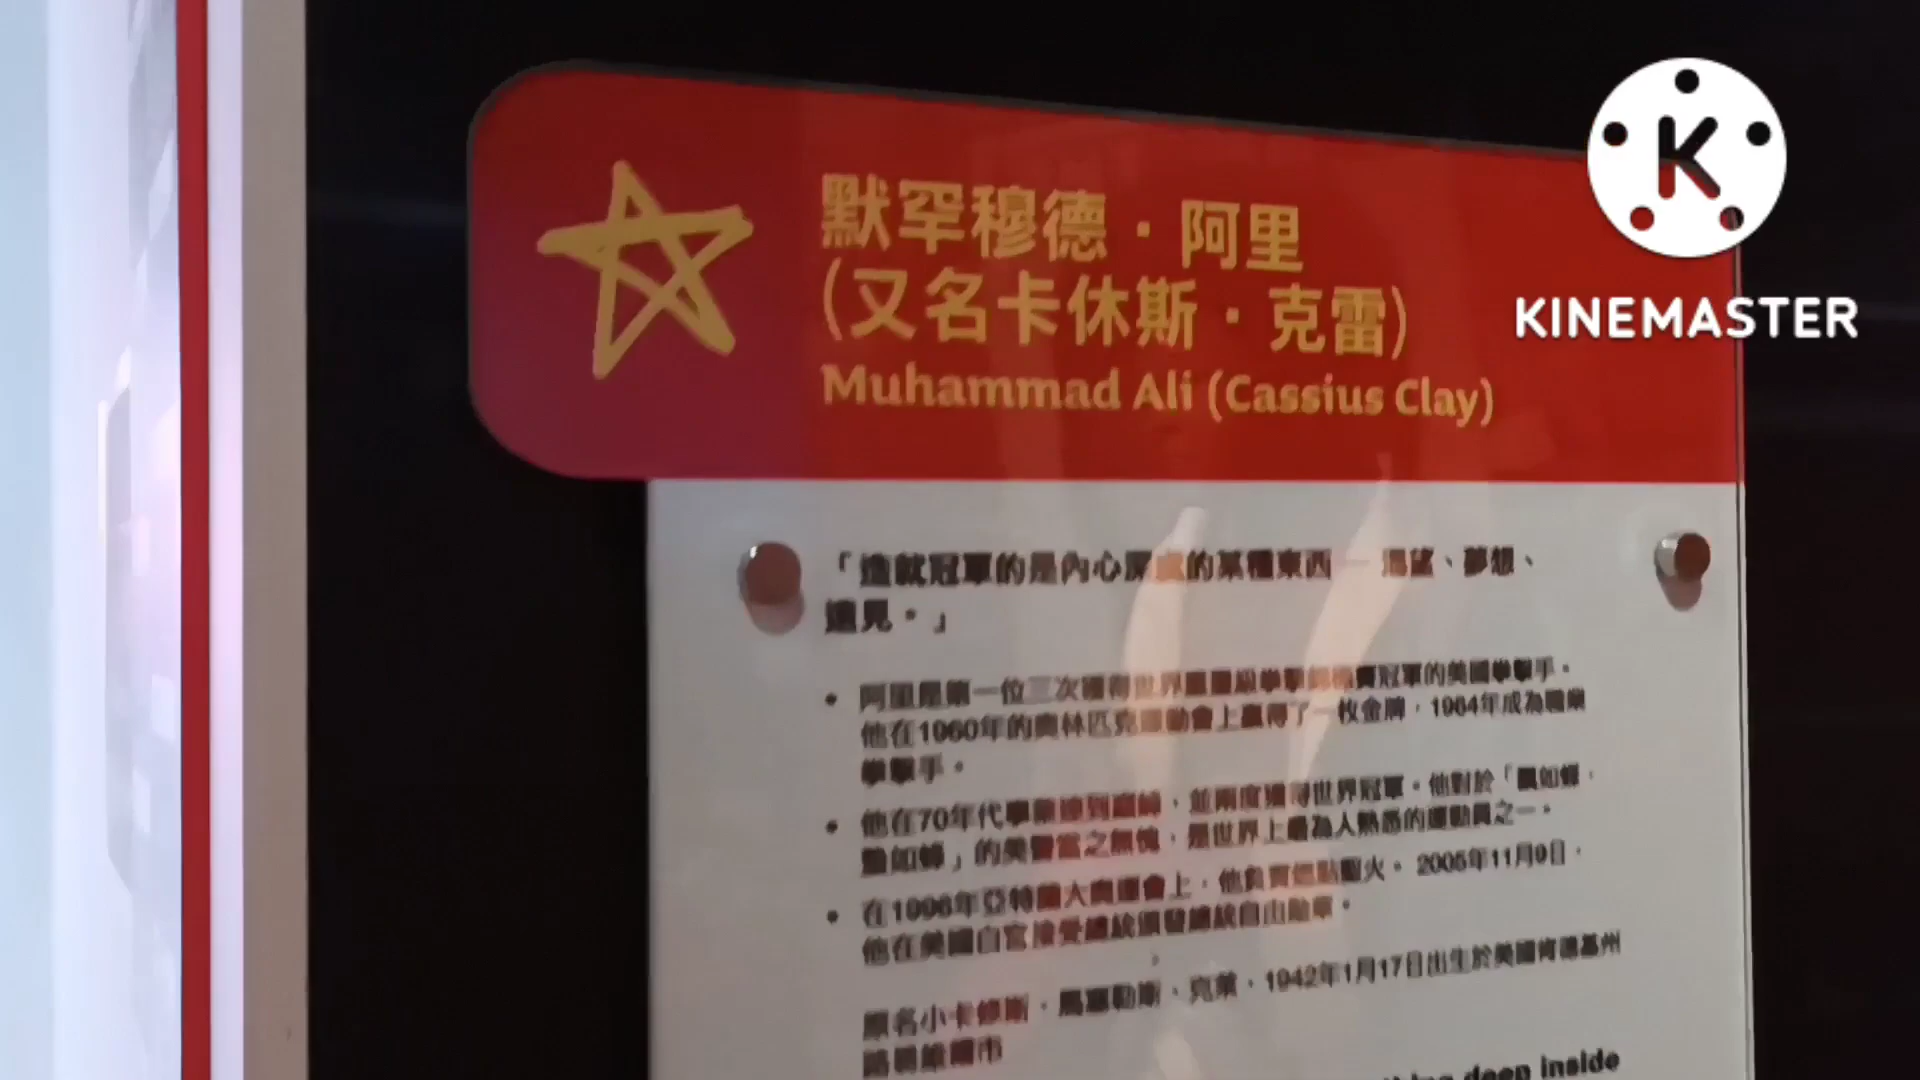 默罕穆德·阿里
(又名卡休斯·克雷)
Muhammad Ali (Cassius Clay)
KINEMASTER
「造就冠軍的是內心深處的某種東西 — 渴望、夢想、
遠見。」
• 阿里是第一位三次獲得世界重量級拳擊錦標賽冠軍的美國拳擊手。
他在1960年的奧林匹克運動會上贏得了一枚金牌，1964年成為職業
拳擊手。
• 他在70年代學業達到巔峰，並兩度獲得世界冠軍。他對於「飄如蝶，
螫如蜂」的美譽當之無愧，是世界上最為人熟悉的運動員之一。
• 在1996年亞特蘭大奧運會上，他負責燃點聖火。 2005年11月9日，
他在美國白宮接受總統頒發總統自由勳章。
原名小卡修斯·馬塞勒斯·克萊，1942年1月17日出生於美國肯德基州
路易維爾市
deep inside